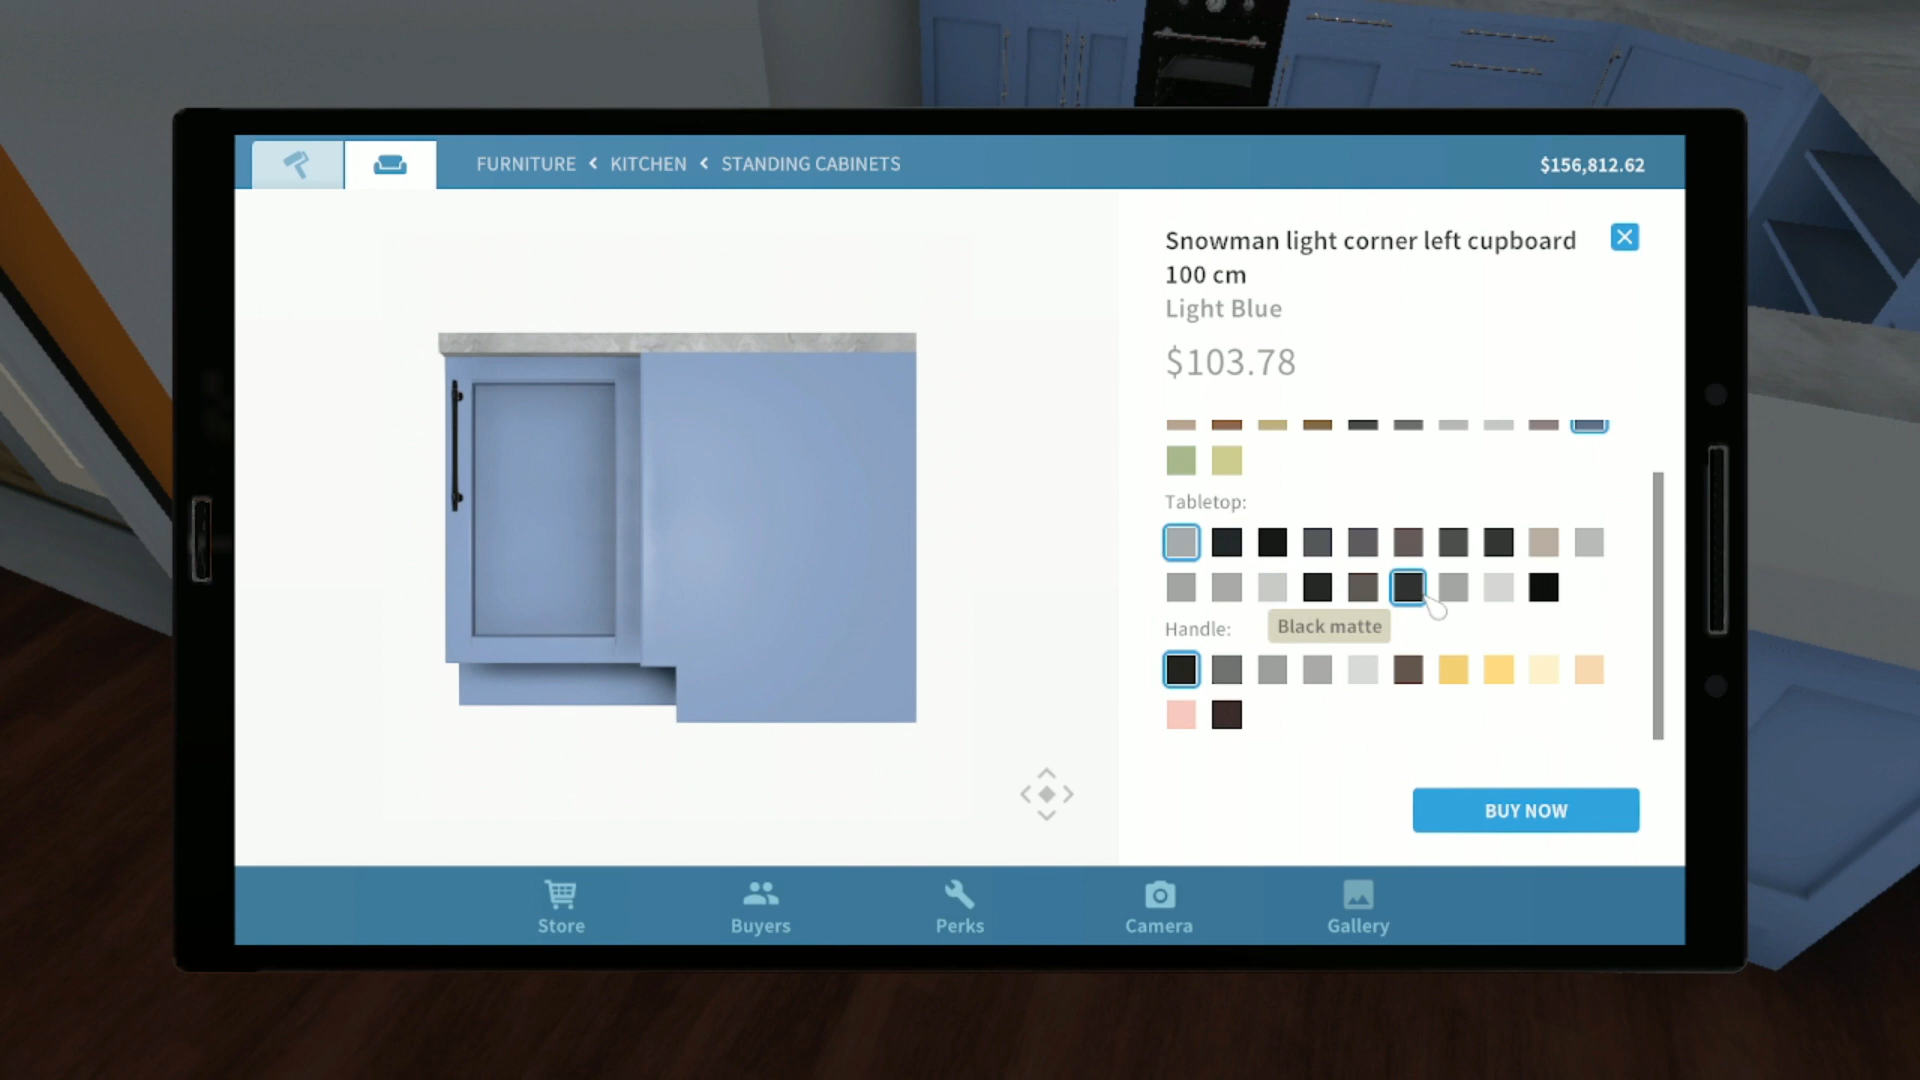 FURNITURE < KITCHEN < STANDING CABINETS
$156,812.62
Snowman light corner left cupboard
100 cm
Light Blue
$103.78
Tabletop:
Black matte
Handle:
BUY NOW
Store
Buyers
Perks
Camera
Gallery